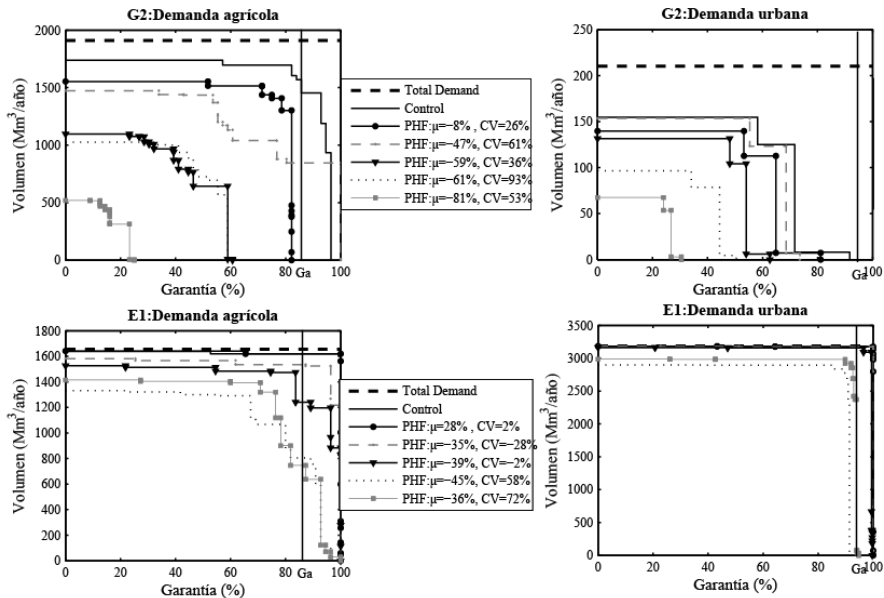 G2:Demanda agrícola
Volumen (Mm³/año)
2000
1500
1000
500
0
0 20 40 60 80 Ga 100
Garantía (%)
Total Demand
Control
PHF:μ=−8% , CV=26%
PHF:μ=−47%, CV=61%
PHF:μ=−59%, CV=36%
PHF:μ=−61%, CV=93%
PHF:μ=−81%, CV=53%
G2:Demanda urbana
Volumen (Mm³/año)
250
200
150
100
50
0
0 20 40 60 80 Ga 100
Garantía (%)
E1:Demanda agrícola
Volumen (Mm³/año)
1800
1600
1400
1200
1000
800
600
400
200
0
0 20 40 60 80 Ga 100
Garantía (%)
Total Demand
Control
PHF:μ=28% , CV=2%
PHF:μ=−35%, CV=−28%
PHF:μ=−39%, CV=−2%
PHF:μ=−45%, CV=58%
PHF:μ=−36%, CV=72%
E1:Demanda urbana
Volumen (Mm³/año)
3500
3000
2500
2000
1500
1000
500
0
0 20 40 60 80 Ga 100
Garantía (%)